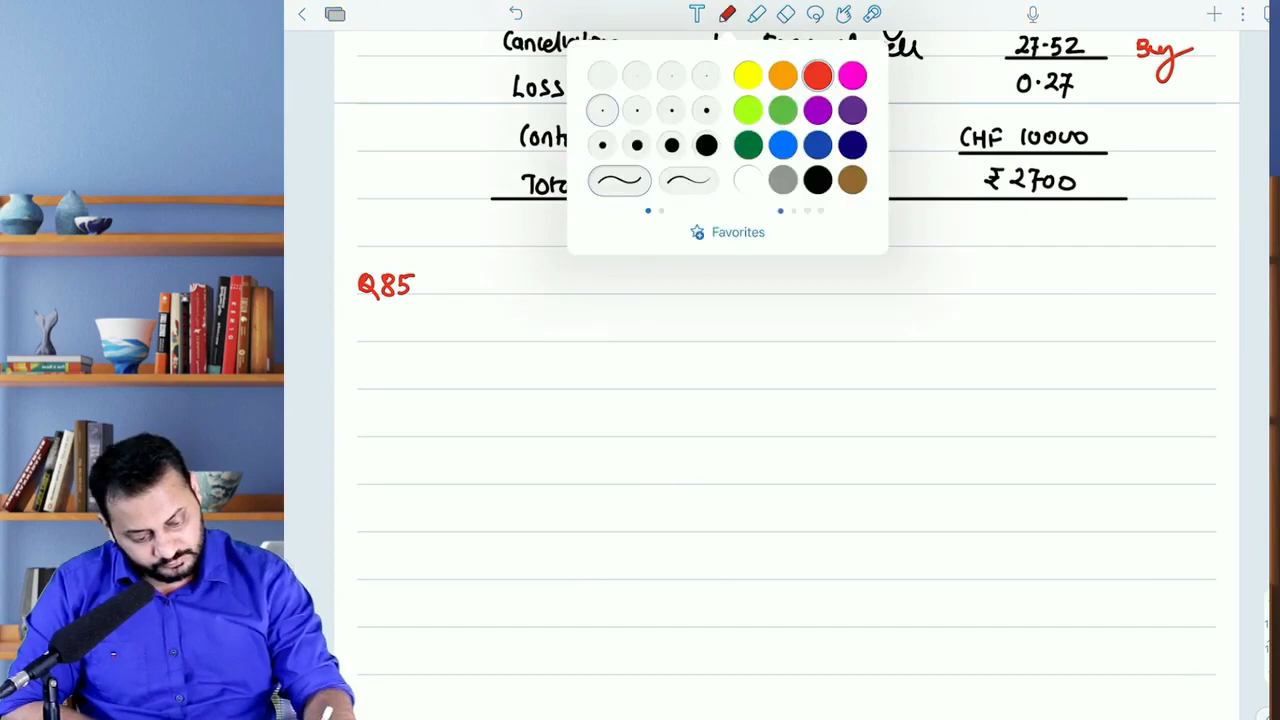 27.52 Buy
Loss 0.27
CHF 10000
₹ 2700
Favorites
Q85